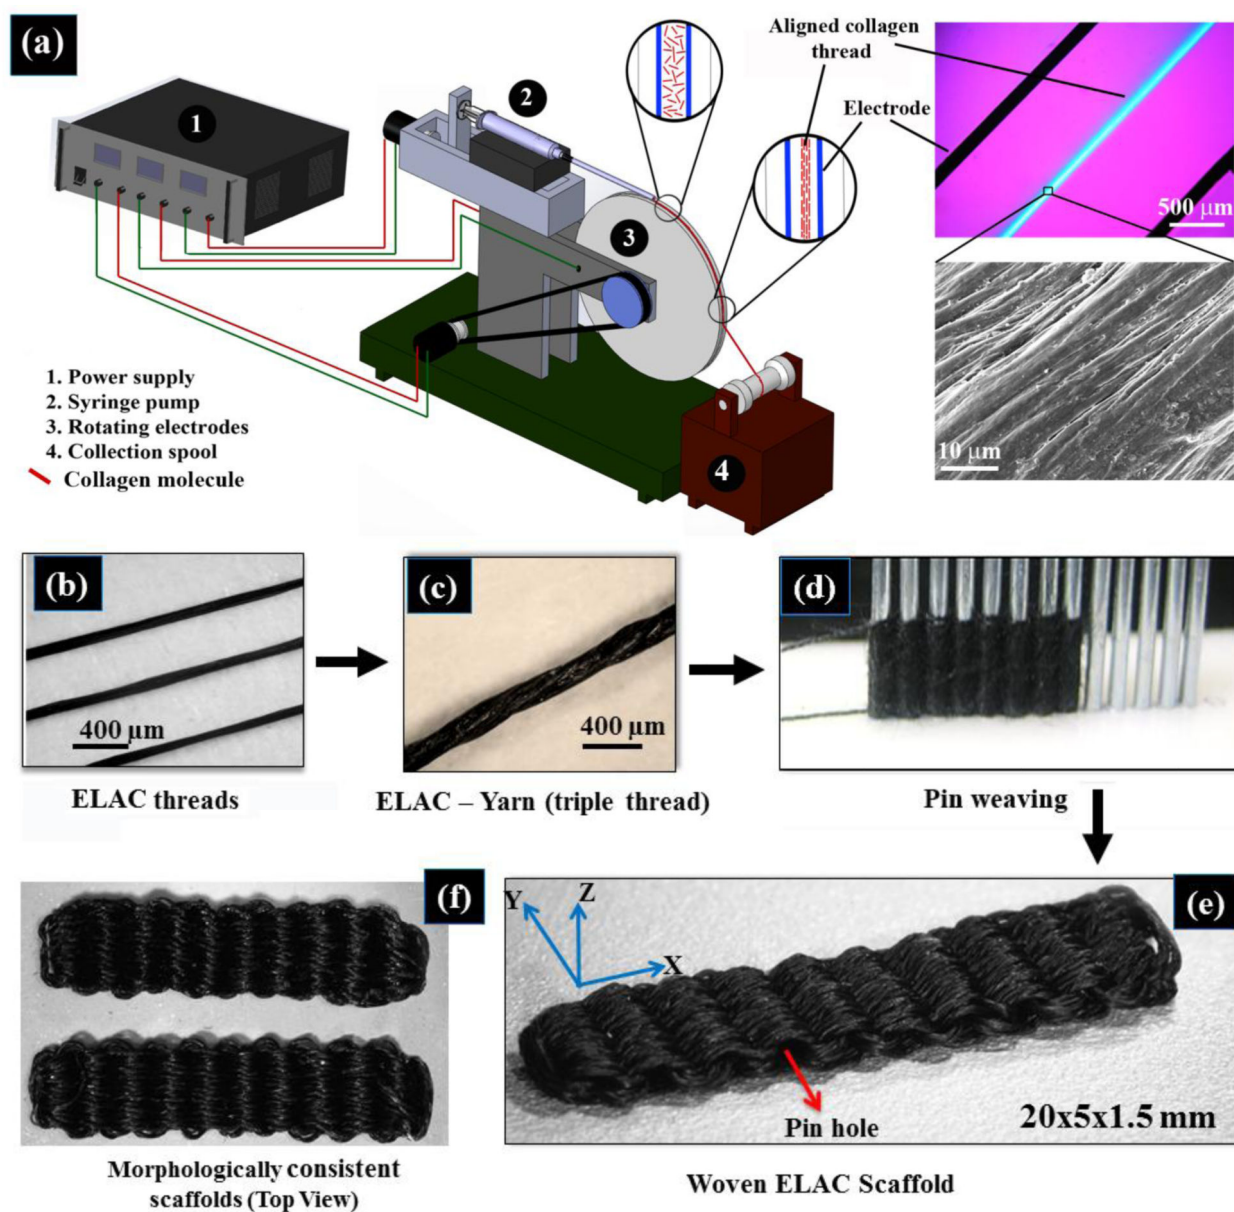 (a)
1
2
3
4
Aligned collagen
thread
Electrode
500 μm
10 μm
1. Power supply
2. Syringe pump
3. Rotating electrodes
4. Collection spool
Collagen molecule
(b)
400 μm
ELAC threads
(c)
400 μm
ELAC – Yarn (triple thread)
(d)
Pin weaving
(f)
Morphologically consistent
scaffolds (Top View)
(e)
Y
Z
X
Pin hole
20x5x1.5 mm
Woven ELAC Scaffold